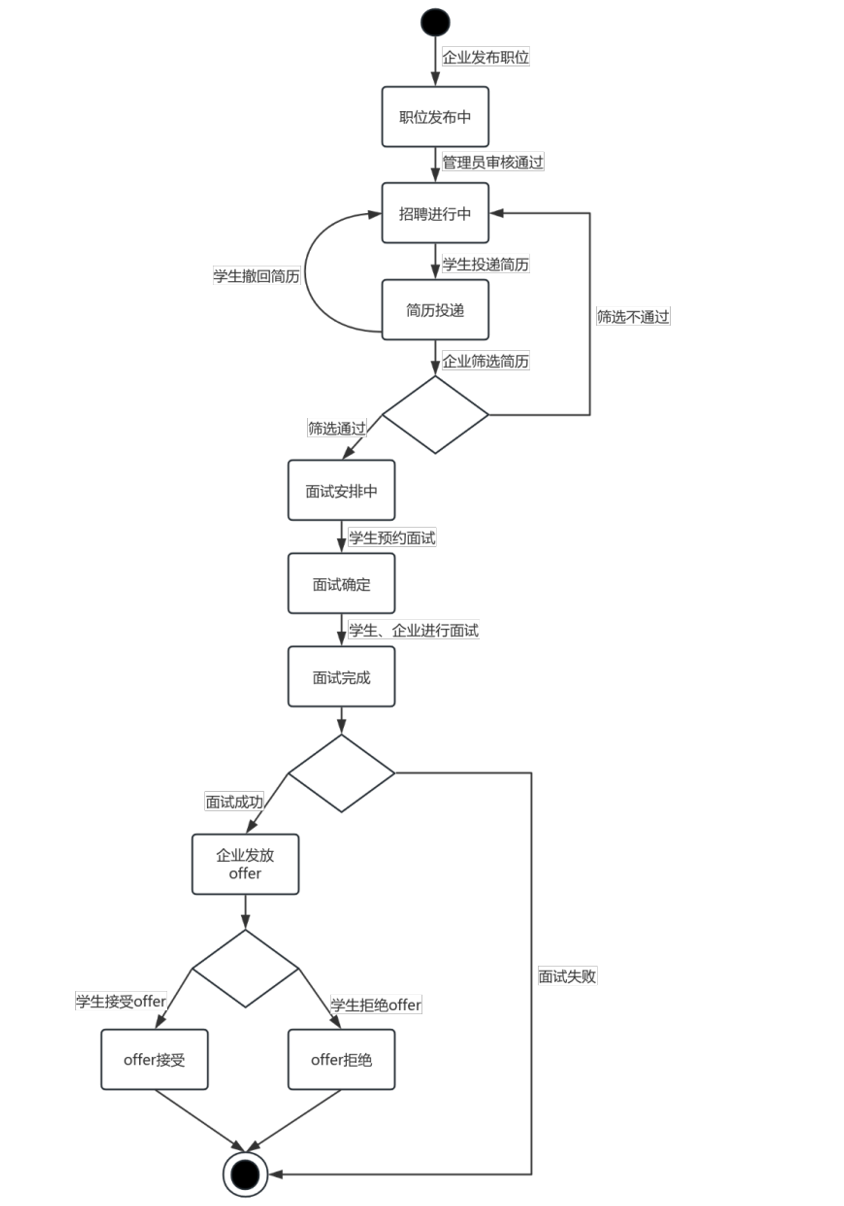 企业发布职位
职位发布中
管理员审核通过
招聘进行中
学生投递简历
学生撤回简历
简历投递
筛选不通过
企业筛选简历
筛选通过
面试安排中
学生预约面试
面试确定
学生、企业进行面试
面试完成
面试成功
企业发放
offer
面试失败
学生接受offer
学生拒绝offer
offer接受
offer拒绝